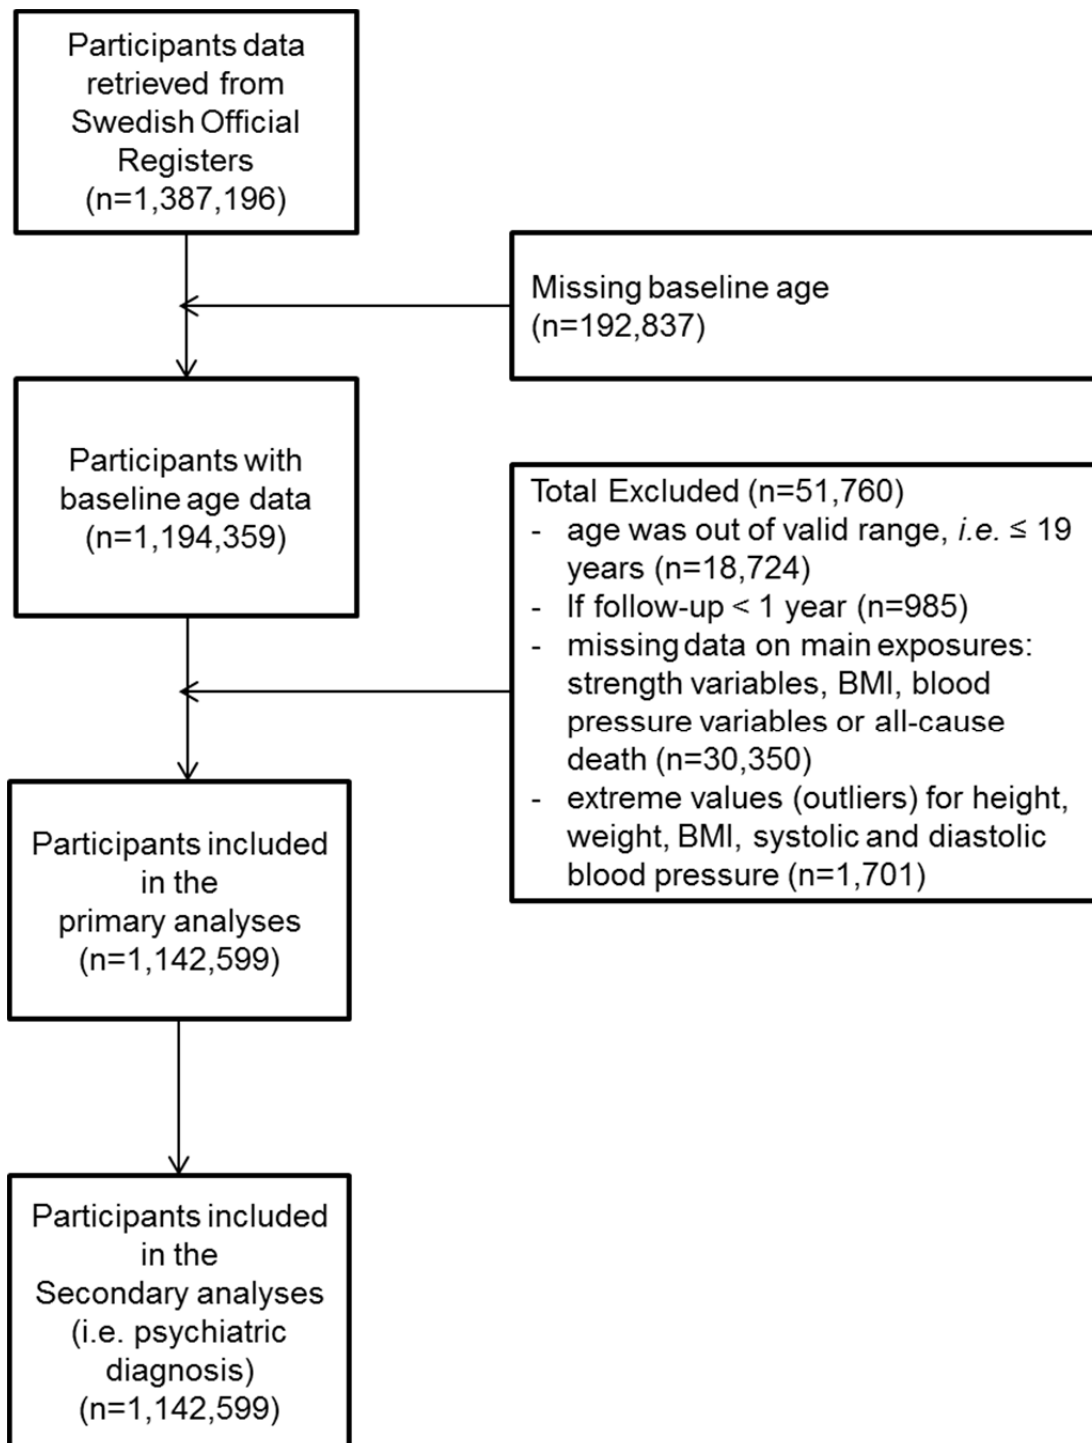 Participants data
retrieved from
Swedish Official
Registers
(n=1,387,196)
Missing baseline age
(n=192,837)
Participants with
baseline age data
(n=1,194,359)
Total Excluded (n=51,760)
- age was out of valid range, i.e. ≤ 19
years (n=18,724)
- If follow-up < 1 year (n=985)
- missing data on main exposures:
strength variables, BMI, blood
pressure variables or all-cause
death (n=30,350)
- extreme values (outliers) for height,
weight, BMI, systolic and diastolic
blood pressure (n=1,701)
Participants included
in the
primary analyses
(n=1,142,599)
Participants included
in the
Secondary analyses
(i.e. psychiatric
diagnosis)
(n=1,142,599)